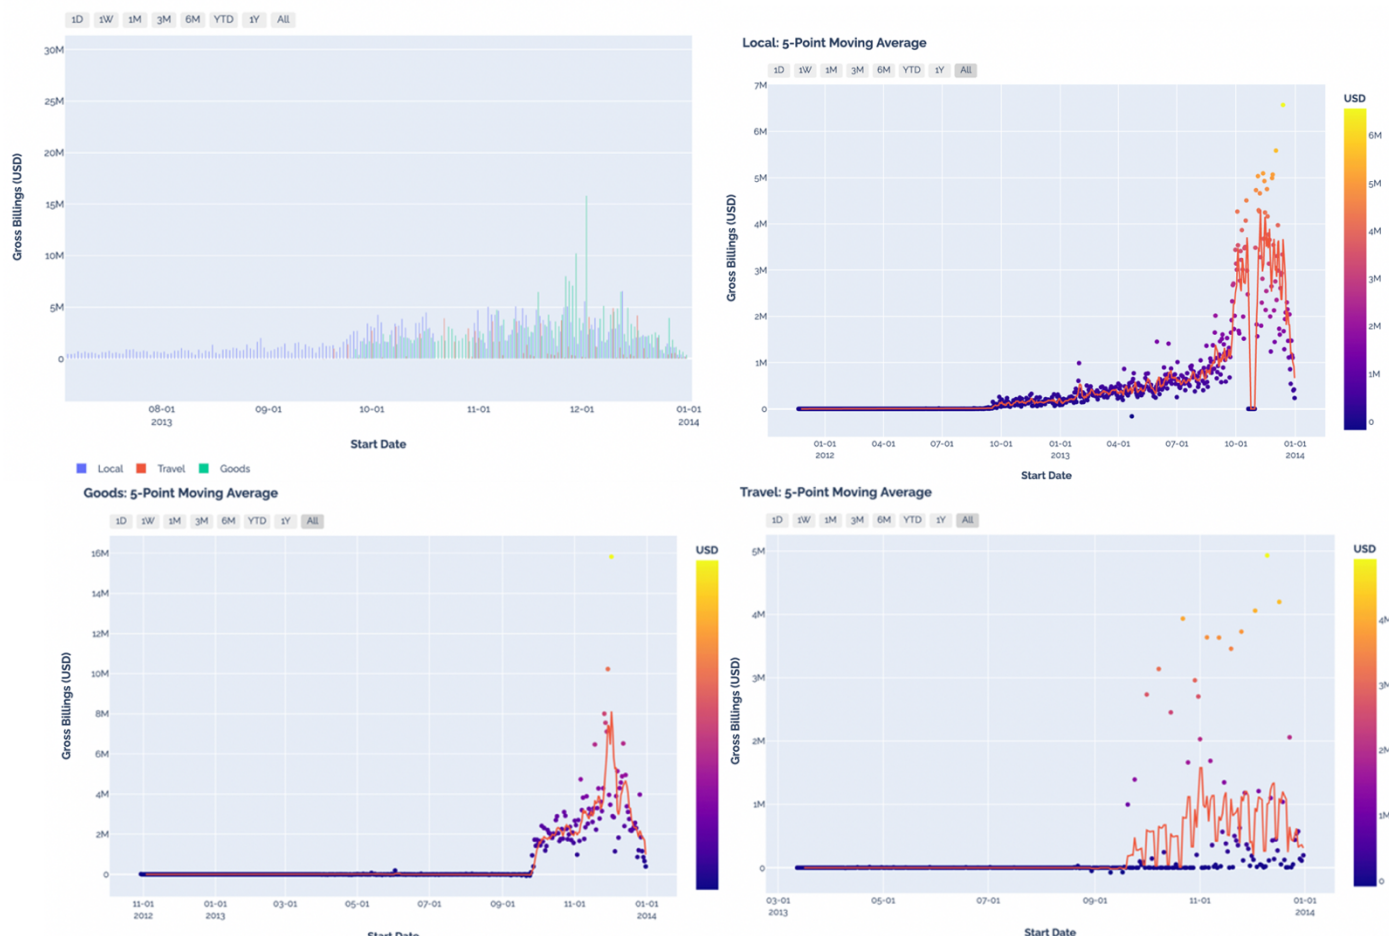 1D 1W 1M 3M 6M YTD 1Y All
30M
25M
20M
15M
10M
5M
0
Gross Billings (USD)
08-01 09-01 10-01 11-01 12-01 01-01
2013 2014
Start Date
Local Travel Goods
Local: 5-Point Moving Average
1D 1W 1M 3M 6M YTD 1Y All
USD
7M
6M
5M
4M
3M
2M
1M
0
Gross Billings (USD)
6M
5M
4M
3M
2M
1M
0
01-01 04-01 07-01 10-01 01-01 04-01 07-01 10-01 01-01
2012 2013 2014
Start Date
Goods: 5-Point Moving Average
1D 1W 1M 3M 6M YTD 1Y All
USD
16M
14M
12M
10M
8M
6M
4M
2M
0
Gross Billings (USD)
11-01 01-01 03-01 05-01 07-01 09-01 11-01 01-01
2012 2013 2014
Start Date
Travel: 5-Point Moving Average
1D 1W 1M 3M 6M YTD 1Y All
USD
5M
4M
3M
2M
1M
0
Gross Billings (USD)
4M
3M
2M
1M
0
03-01 05-01 07-01 09-01 11-01 01-01
2013 2014
Start Date